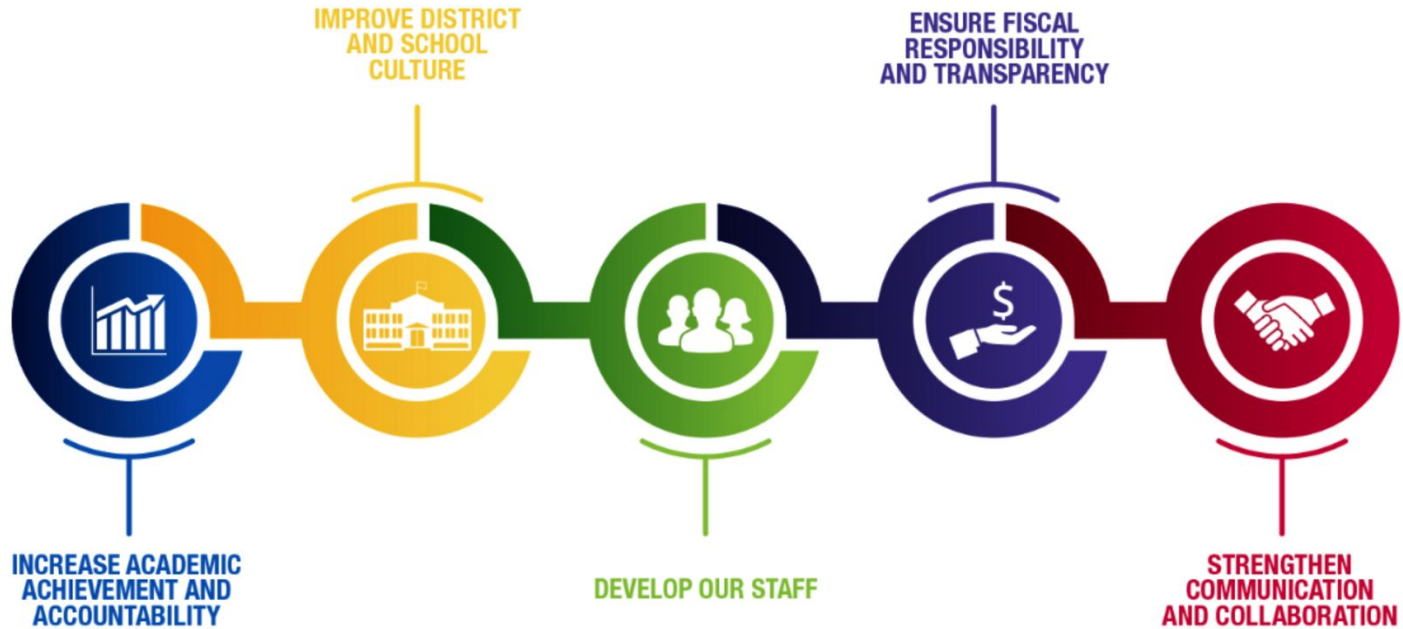 IMPROVE DISTRICT
AND SCHOOL
CULTURE
ENSURE FISCAL
RESPONSIBILITY
AND TRANSPARENCY
$
INCREASE ACADEMIC
ACHIEVEMENT AND
ACCOUNTABILITY
DEVELOP OUR STAFF
STRENGTHEN
COMMUNICATION
AND COLLABORATION